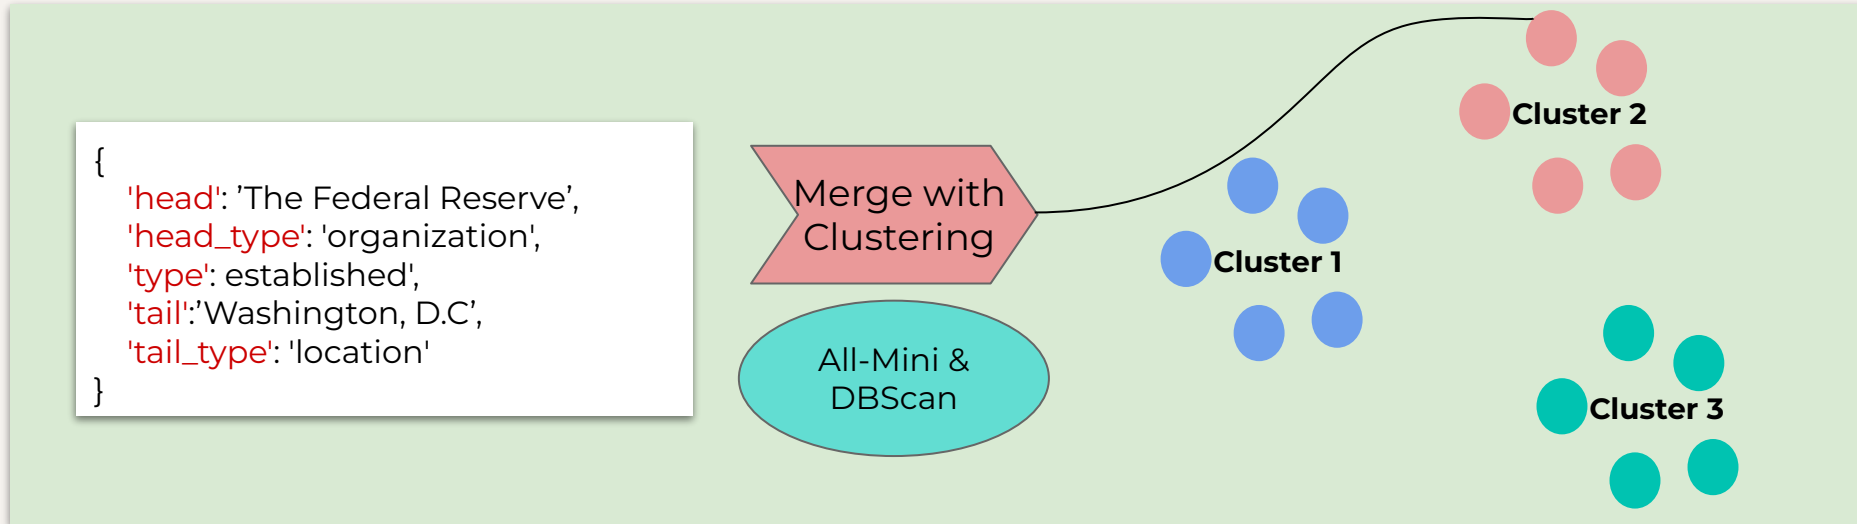 {
'head': ’The Federal Reserve’,
'head_type': 'organization',
'type': established',
'tail':’Washington, D.C’,
'tail_type': 'location'
}
Merge with
Clustering
All-Mini &
DBScan
Cluster 2
Cluster 1
Cluster 3